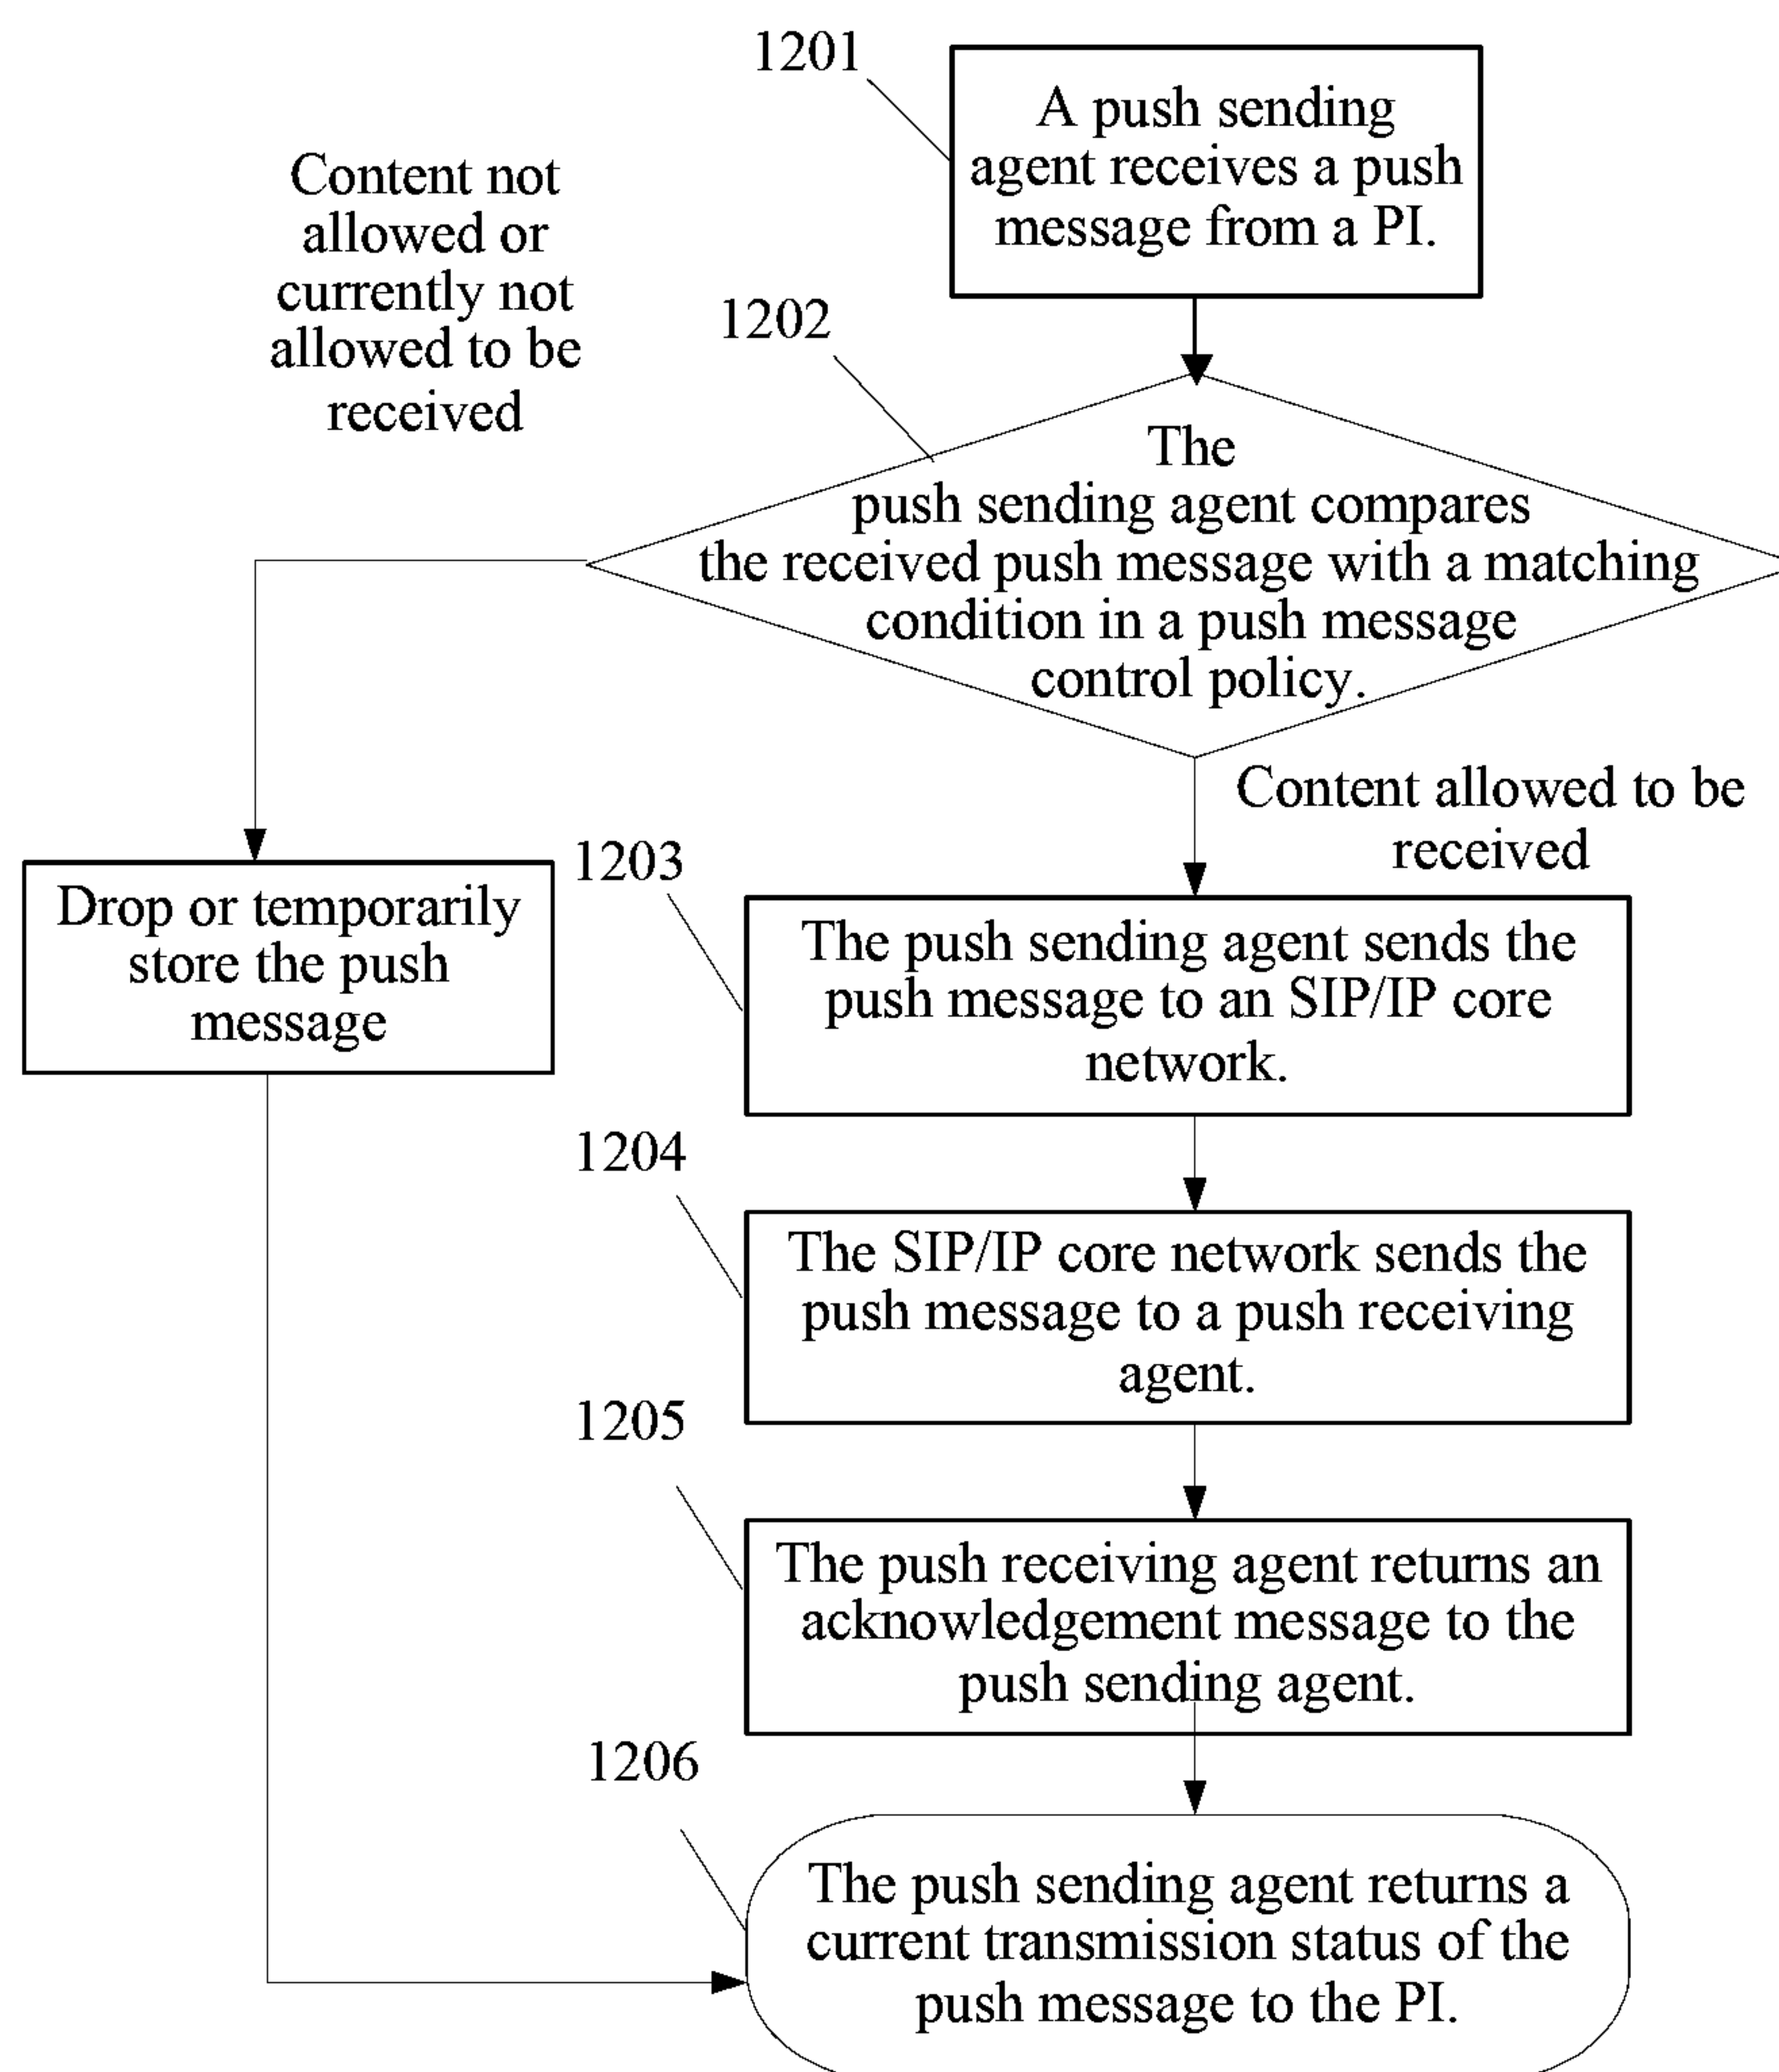 1201
A push sending
agent receives a push
message from a PI.
Content not
allowed or
currently not
allowed to be
received
1202
The
push sending agent compares
the received push message with a matching
condition in a push message
control policy.
Content allowed to be
received
Drop or temporarily
store the push
message
1203
The push sending agent sends the
push message to an SIP/IP core
network.
1204
The SIP/IP core network sends the
push message to a push receiving
agent.
1205
The push receiving agent returns an
acknowledgement message to the
push sending agent.
1206
The push sending agent returns a
current transmission status of the
push message to the PI.